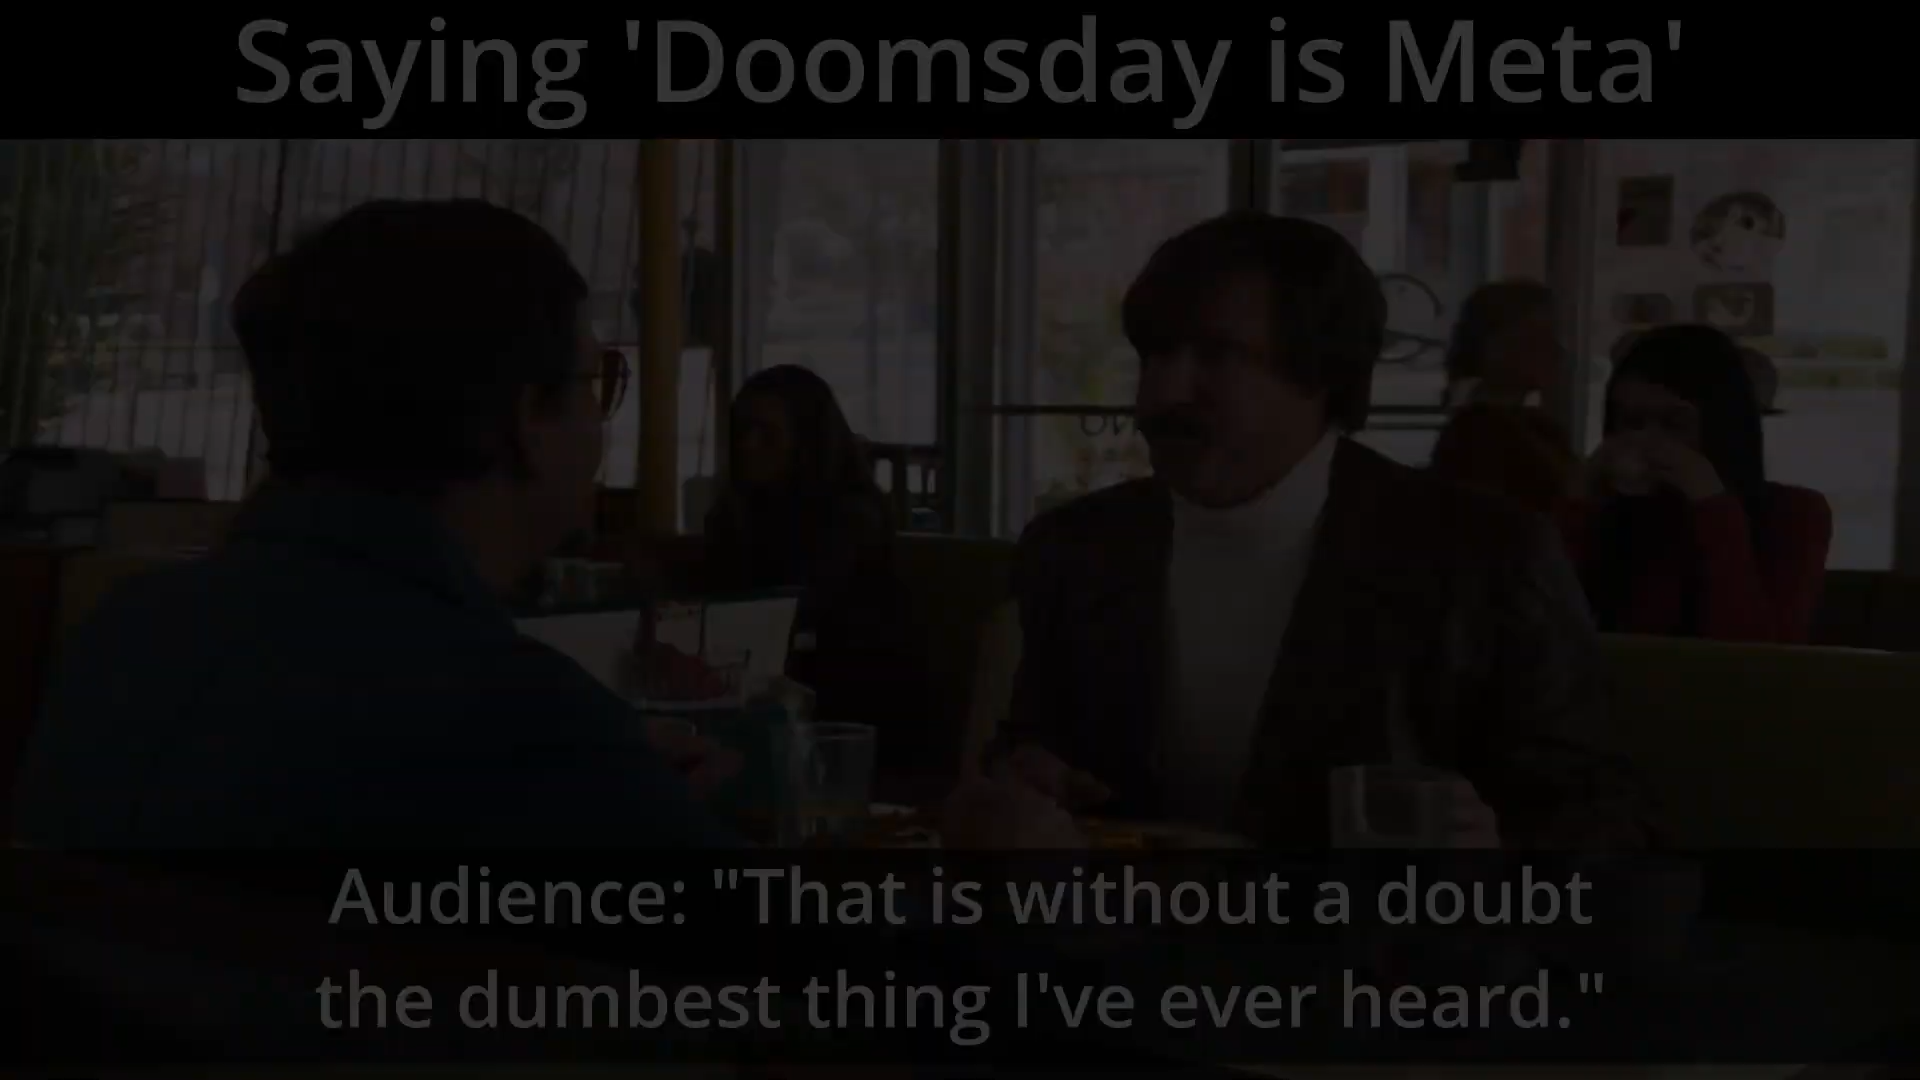 Saying 'Doomsday is Meta'
Audience: "That is without a doubt
the dumbest thing I've ever heard."